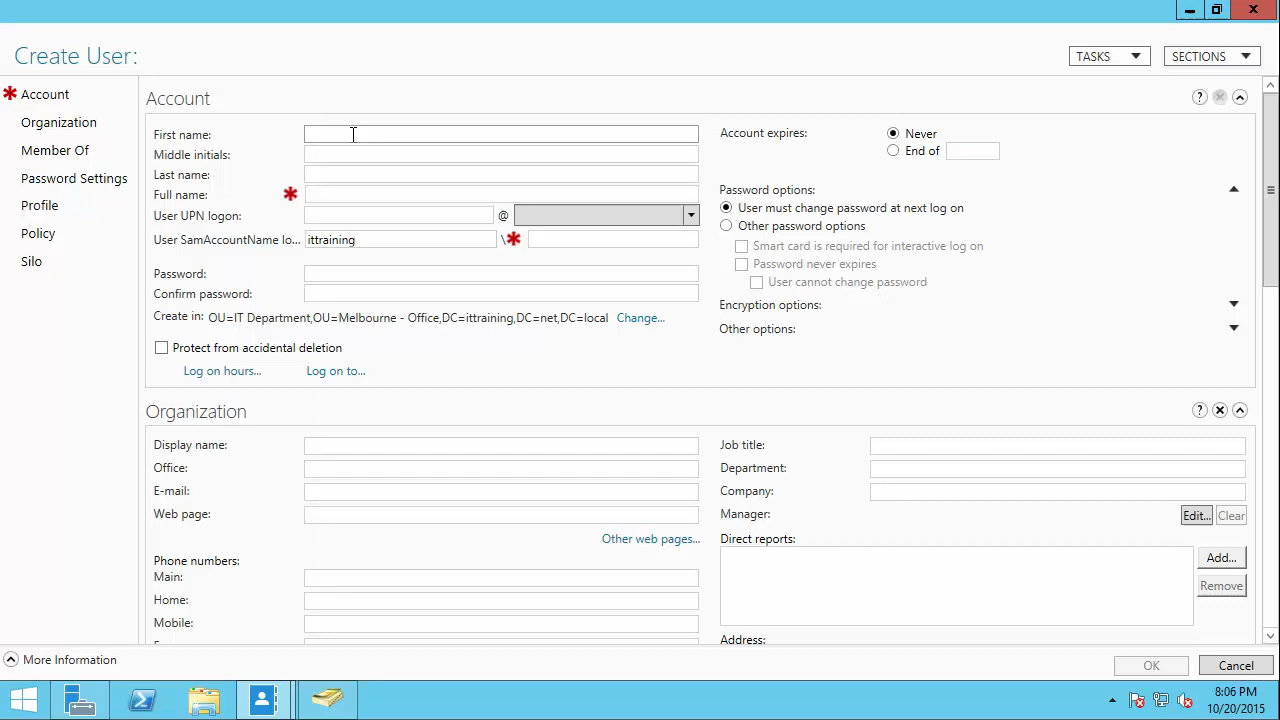 Create User:
TASKS
SECTIONS
Account
Organization
Member Of
Password Settings
Profile
Policy
Silo
Account
?
First name:
Middle initials:
Last name:
Full name:
User UPN logon:
@
User SamAccountName lo...
ittraining
\
Password:
Confirm password:
Create in:
OU=IT Department,OU=Melbourne - Office,DC=ittraining,DC=net,DC=local
Change...
Protect from accidental deletion
Log on hours...
Log on to...
Account expires:
Never
End of
Password options:
User must change password at next log on
Other password options
Smart card is required for interactive log on
Password never expires
User cannot change password
Encryption options:
Other options:
Organization
?
Display name:
Office:
E-mail:
Web page:
Other web pages...
Phone numbers:
Main:
Home:
Mobile:
Job title:
Department:
Company:
Manager:
Edit...
Clear
Direct reports:
Add...
Remove
Address:
More Information
OK
Cancel
8:06 PM
10/20/2015